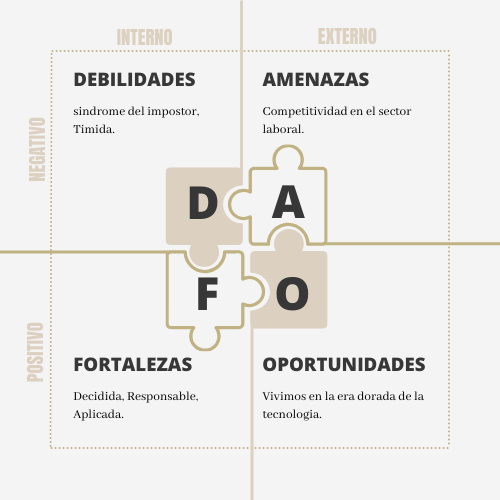 INTERNO
EXTERNO
NEGATIVO
POSITIVO
DEBILIDADES
sindrome del impostor,
Timida.
AMENAZAS
Competitividad en el sector
laboral.
D
A
F
O
FORTALEZAS
Decidida, Responsable,
Aplicada.
OPORTUNIDADES
Vivimos en la era dorada de la
tecnologia.